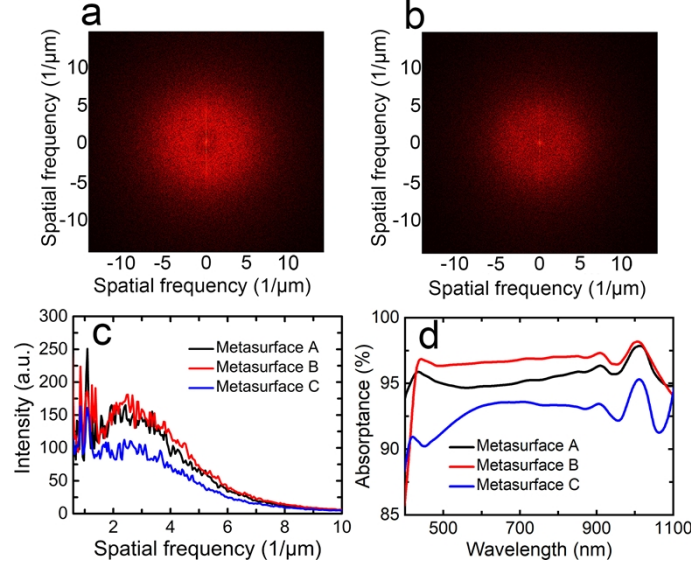 a
Spatial frequency (1/μm)
10
5
0
-5
-10
-10 -5 0 5 10
Spatial frequency (1/μm)
b
Spatial frequency (1/μm)
10
5
0
-5
-10
-10 -5 0 5 10
Spatial frequency (1/μm)
c
Intensity (a.u.)
300
250
200
150
100
50
0
Metasurface A
Metasurface B
Metasurface C
2 4 6 8 10
Spatial frequency (1/μm)
d
Absorptance (%)
100
95
90
85
Metasurface A
Metasurface B
Metasurface C
500 700 900 1100
Wavelength (nm)